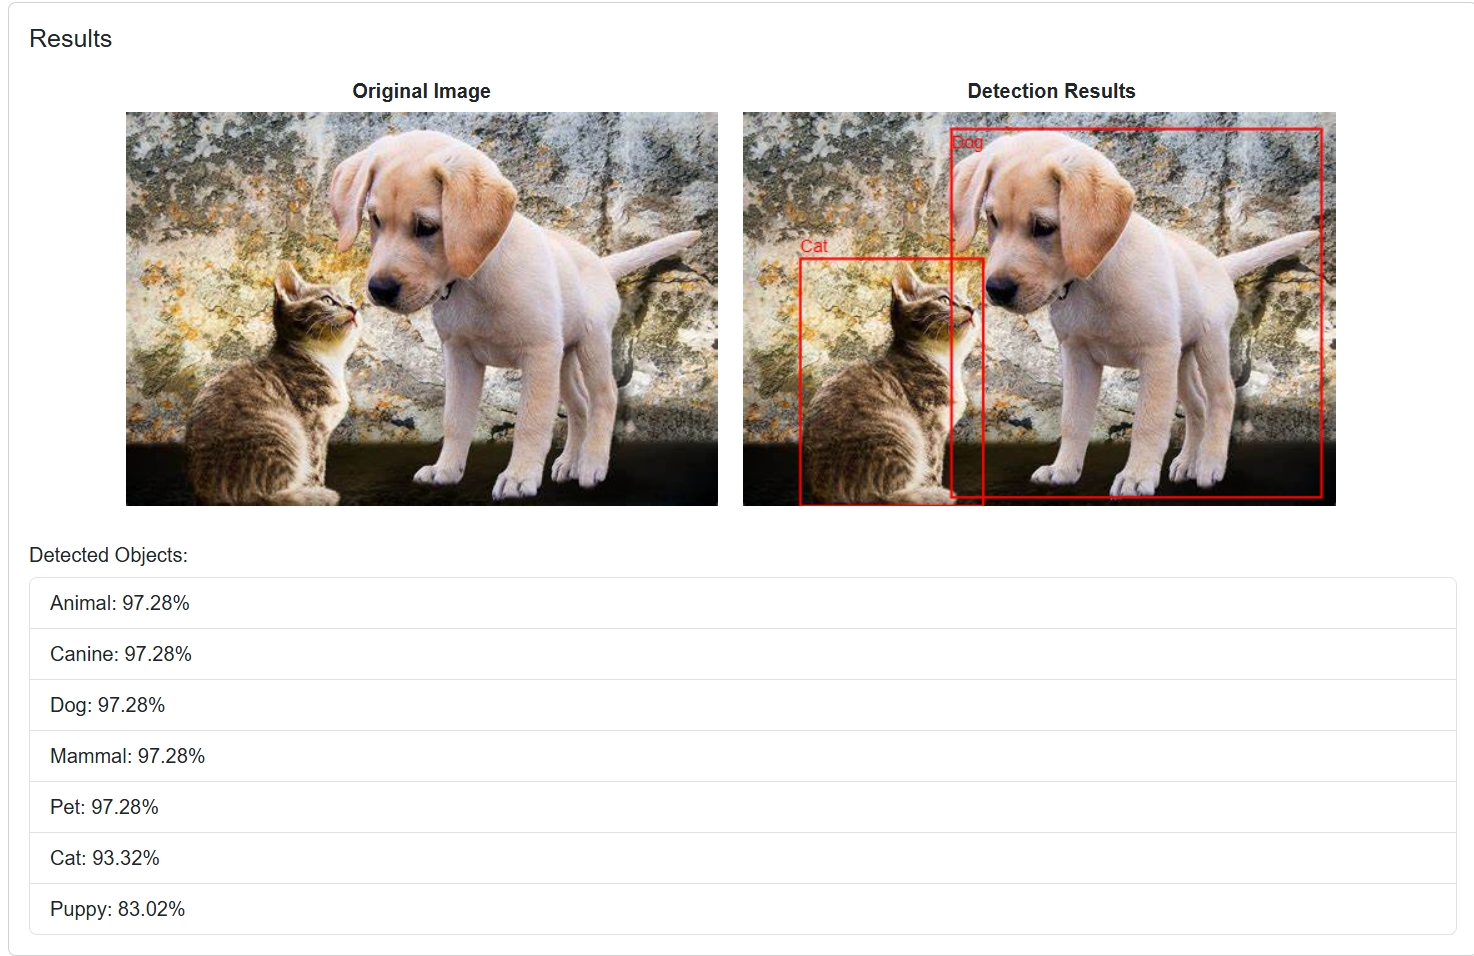 Results
Original Image
Detection Results
Dog
Cat
Detected Objects:
Animal: 97.28%
Canine: 97.28%
Dog: 97.28%
Mammal: 97.28%
Pet: 97.28%
Cat: 93.32%
Puppy: 83.02%